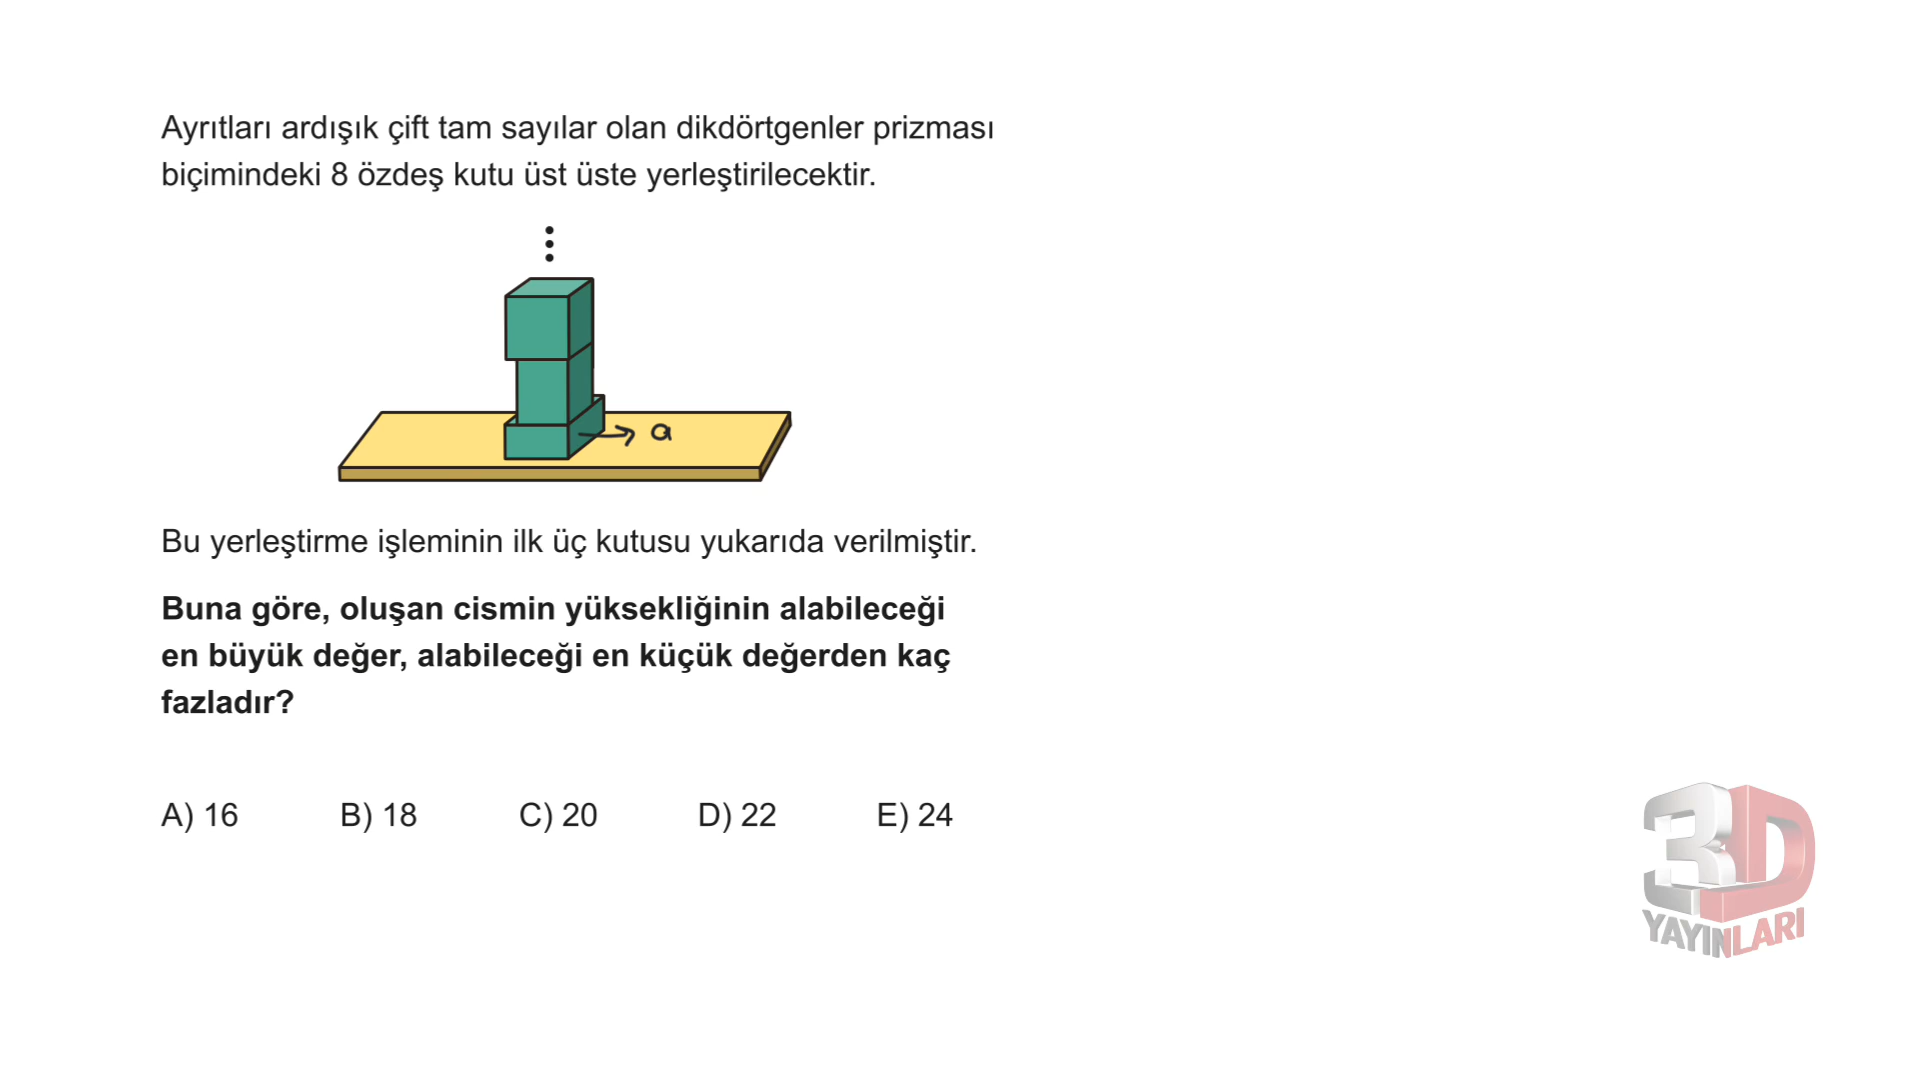 Ayrıtları ardışık çift tam sayılar olan dikdörtgenler prizması
biçimindeki 8 özdeş kutu üst üste yerleştirilecektir.
a
Bu yerleştirme işleminin ilk üç kutusu yukarıda verilmiştir.
Buna göre, oluşan cismin yüksekliğinin alabileceği
en büyük değer, alabileceği en küçük değerden kaç
fazladır?
A) 16 B) 18 C) 20 D) 22 E) 24
3D
YAYINLARI